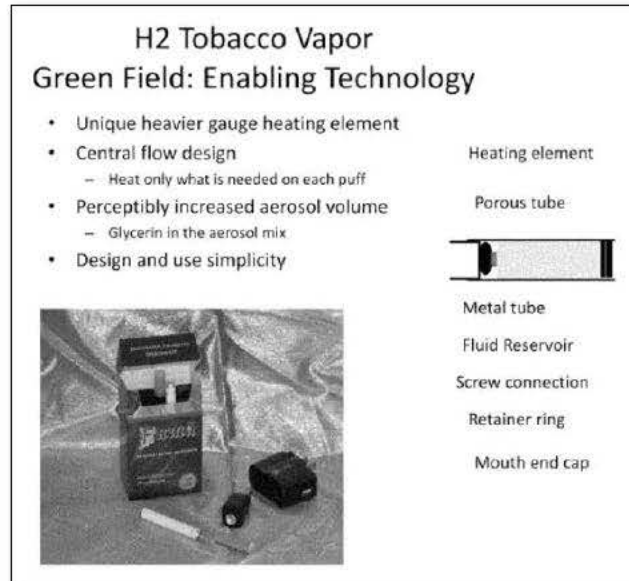 H2 Tobacco Vapor
Green Field: Enabling Technology
• Unique heavier gauge heating element
• Central flow design
– Heat only what is needed on each puff
• Perceptibly increased aerosol volume
– Glycerin in the aerosol mix
• Design and use simplicity
Heating element
Porous tube
Metal tube
Fluid Reservoir
Screw connection
Retainer ring
Mouth end cap